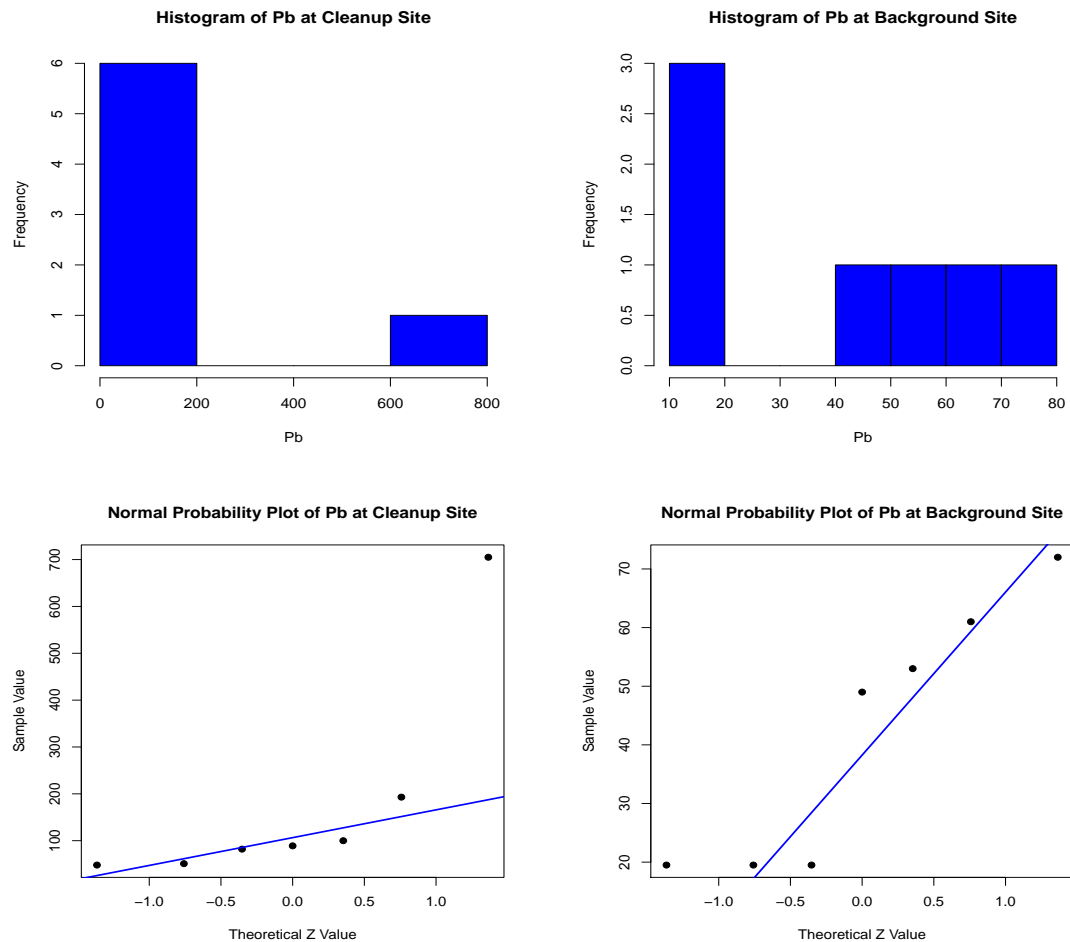 Histogram of Pb at Cleanup Site
Frequency
0 1 2 3 4 5 6
0 200 400 600 800
Pb
Histogram of Pb at Background Site
Frequency
0.0 0.5 1.0 1.5 2.0 2.5 3.0
10 20 30 40 50 60 70 80
Pb
Normal Probability Plot of Pb at Cleanup Site
Sample Value
100 200 300 400 500 600 700
−1.0 −0.5 0.0 0.5 1.0
Theoretical Z Value
Normal Probability Plot of Pb at Background Site
Sample Value
20 30 40 50 60 70
−1.0 −0.5 0.0 0.5 1.0
Theoretical Z Value